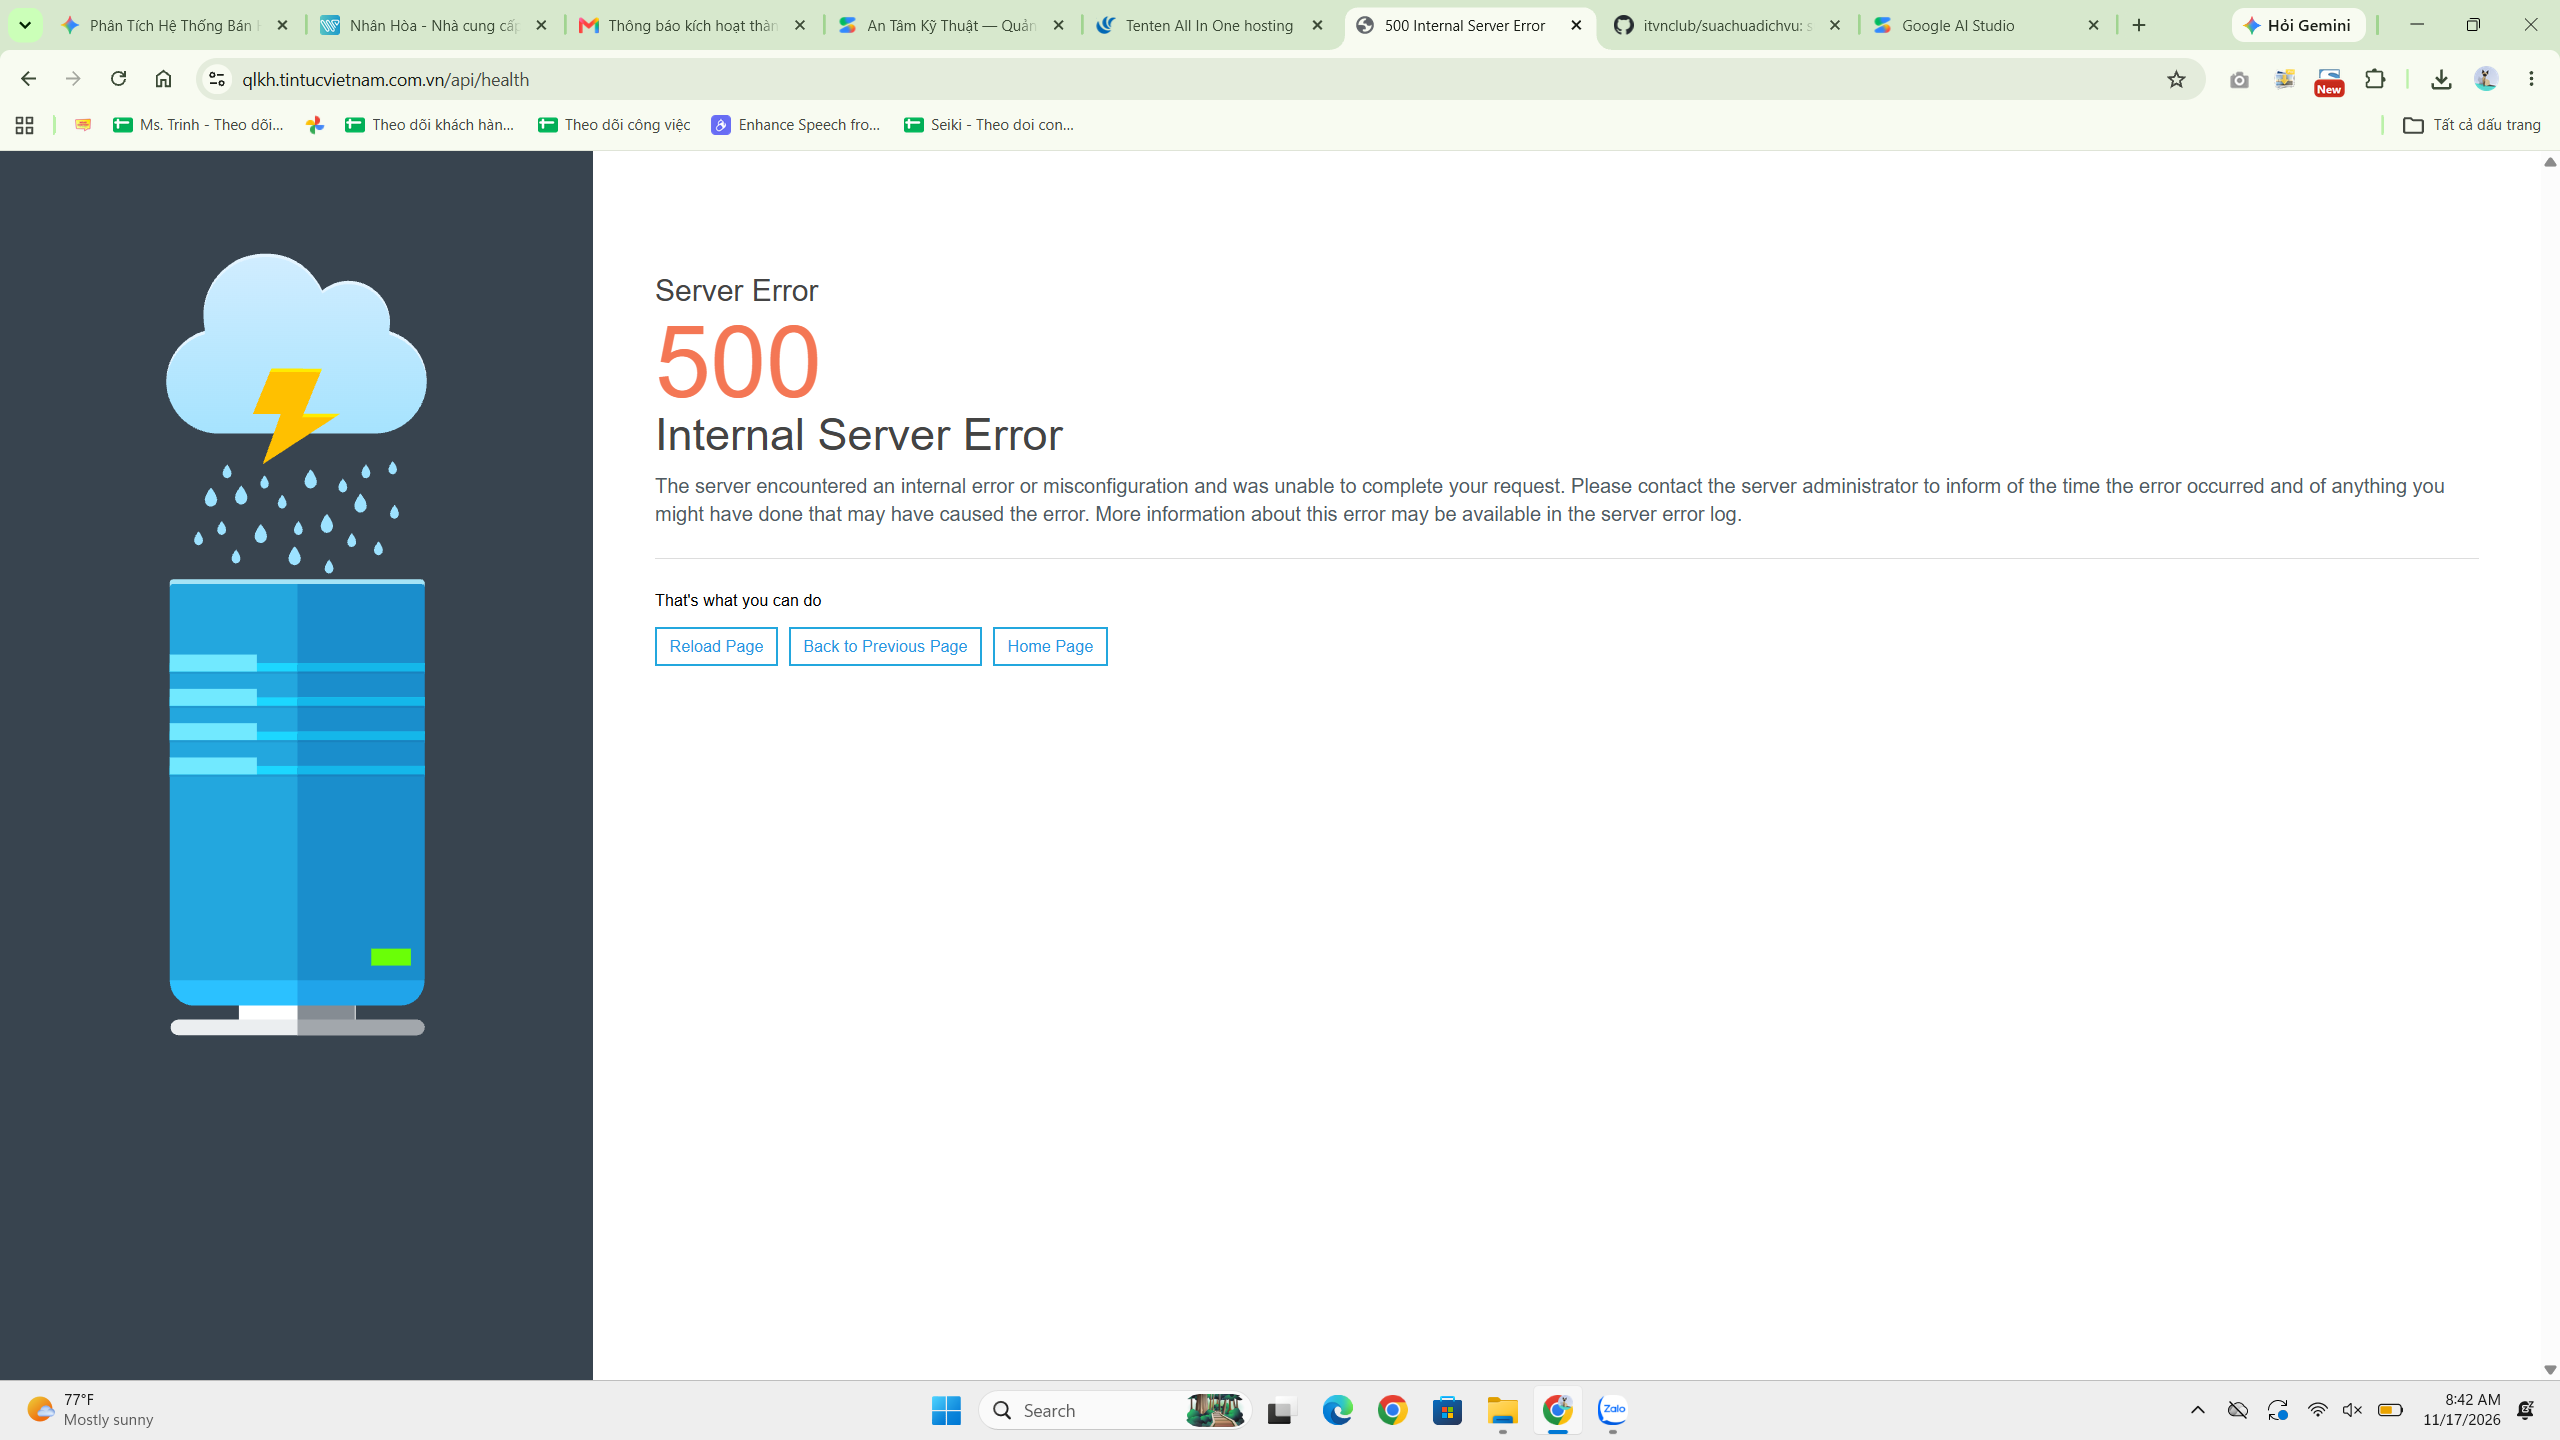 Phân Tích Hệ Thống Bán
Nhân Hòa - Nhà cung cấp
Thông báo kích hoạt thàn
An Tâm Kỹ Thuật — Quản
Tenten All In One hosting
500 Internal Server Error
itvnclub/suachuadichvu: s
Google AI Studio
Hỏi Gemini
qlkh.tintucvietnam.com.vn/api/health
New
Ms. Trinh - Theo dõi...
Theo dõi khách hàn...
Theo dõi công việc
Enhance Speech fro...
Seiki - Theo doi con...
Tất cả dấu trang
Server Error
500
Internal Server Error
The server encountered an internal error or misconfiguration and was unable to complete your request. Please contact the server administrator to inform of the time the error occurred and of anything you
might have done that may have caused the error. More information about this error may be available in the server error log.
That's what you can do
Reload Page
Back to Previous Page
Home Page
77°F
Mostly sunny
Search
Zalo
8:42 AM
11/17/2026